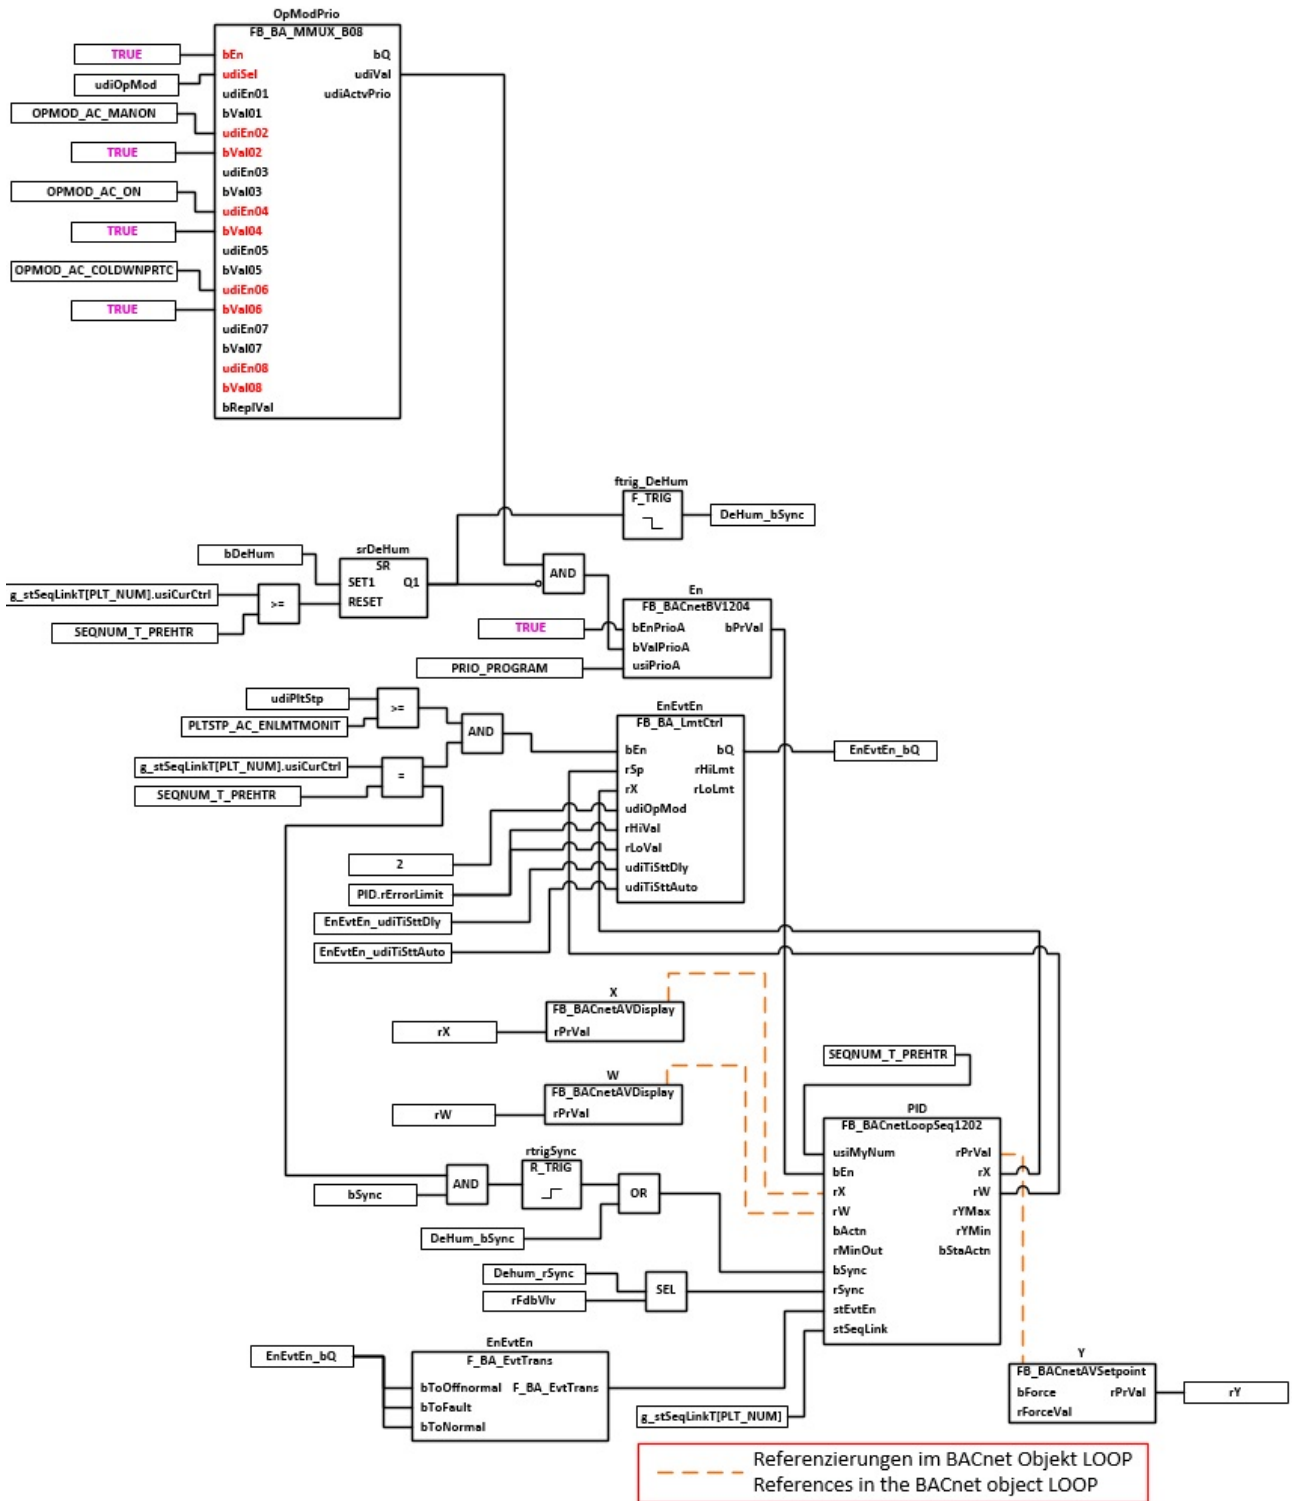 OpModPrio
FB_BA_MMUX_B08
TRUE
bEn
bQ
udiOpMod
udiSel
udiVal
udiEn01
udiActvPrio
OPMOD_AC_MANON
bVal01
udiEn02
TRUE
bVal02
udiEn03
OPMOD_AC_ON
bVal03
udiEn04
TRUE
bVal04
udiEn05
OPMOD_AC_COLDWNPRTC
bVal05
udiEn06
TRUE
bVal06
udiEn07
bVal07
udiEn08
bVal08
bReplVal
ftrig_DeHum
F_TRIG
DeHum_bSync
bDeHum
srDeHum
SR
SET1
Q1
RESET
AND
g_stSeqLinkT[PLT_NUM].usiCurCtrl
>=
SEQNUM_T_PREHTR
En
FB_BACnetBV1204
TRUE
bEnPrioA
bPrVal
bValPrioA
PRIO_PROGRAM
usiPrioA
udiPltStp
>=
PLTSTP_AC_ENLMTMONIT
AND
g_stSeqLinkT[PLT_NUM].usiCurCtrl
=
SEQNUM_T_PREHTR
EnEvtEn
FB_BA_LmtCtrl
bEn
bQ
EnEvtEn_bQ
rSp
rHiLmt
rX
rLoLmt
udiOpMod
rHiVal
rLoVal
udiTiSttDly
udiTiSttAuto
2
PID.rErrorLimit
EnEvtEn_udiTiSttDly
EnEvtEn_udiTiSttAuto
X
FB_BACnetAVDisplay
rX
rPrVal
W
FB_BACnetAVDisplay
rW
rPrVal
SEQNUM_T_PREHTR
PID
FB_BACnetLoopSeq1202
usiMyNum
rPrVal
bEn
rX
rX
rW
rW
rYMax
bActn
rYMin
rMinOut
bStaActn
bSync
rSync
stEvtEn
stSeqLink
rtrigSync
R_TRIG
AND
bSync
OR
DeHum_bSync
Dehum_rSync
rFdbVlv
SEL
EnEvtEn
F_BA_EvtTrans
EnEvtEn_bQ
bToOffnormal
F_BA_EvtTrans
bToFault
bToNormal
g_stSeqLinkT[PLT_NUM]
Y
FB_BACnetAVSetpoint
bForce
rPrVal
rY
rForceVal
Referenzierungen im BACnet Objekt LOOP
References in the BACnet object LOOP